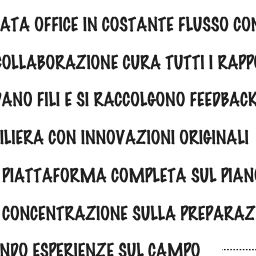 ATA OFFICE IN COSTANTE FLUSSO CON
COLLABORAZIONE CURA TUTTI I RAPP
PANO FILI E SI RACCOLGONO FEEDBACK
ILIERA CON INNOVAZIONI ORIGINALI
PIATTAFORMA COMPLETA SUL PIANO
CONCENTRAZIONE SULLA PREPARAZ
NDO ESPERIENZE SUL CAMPO